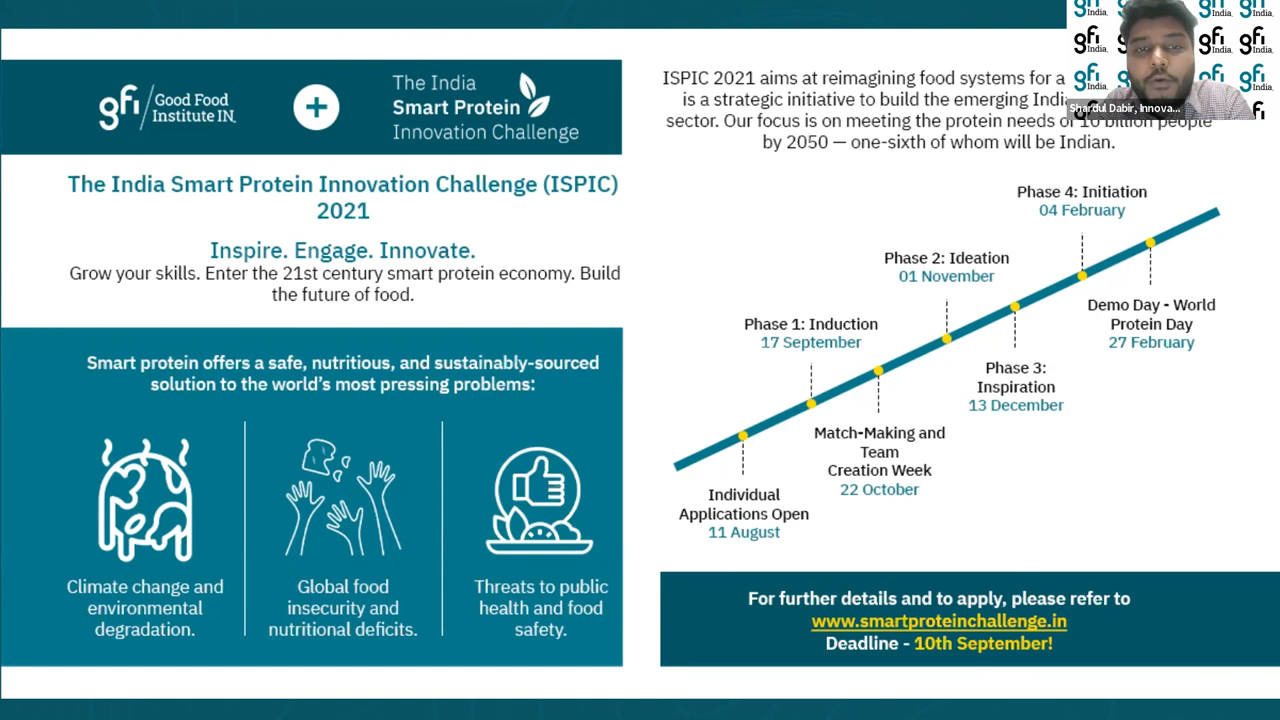 gfi
Good Food
Institute IN.
+
The India
Smart Protein
Innovation Challenge
The India Smart Protein Innovation Challenge (ISPIC)
2021
Inspire. Engage. Innovate.
Grow your skills. Enter the 21st century smart protein economy. Build
the future of food.
Smart protein offers a safe, nutritious, and sustainably-sourced
solution to the world's most pressing problems:
Climate change and
environmental
degradation.
Global food
insecurity and
nutritional deficits.
Threats to public
health and food
safety.
ISPIC 2021 aims at reimagining food systems for a
is a strategic initiative to build the emerging
sector. Our focus is on meeting the protein needs of 10 billion people
by 2050 — one-sixth of whom will be Indian.
gfi
India.
Shardul Dabir, Innova...
Phase 4: Initiation
04 February
Phase 2: Ideation
01 November
Phase 1: Induction
17 September
Demo Day - World
Protein Day
27 February
Phase 3:
Inspiration
13 December
Match-Making and
Team
Creation Week
22 October
Individual
Applications Open
11 August
For further details and to apply, please refer to
www.smartproteinchallenge.in
Deadline - 10th September!